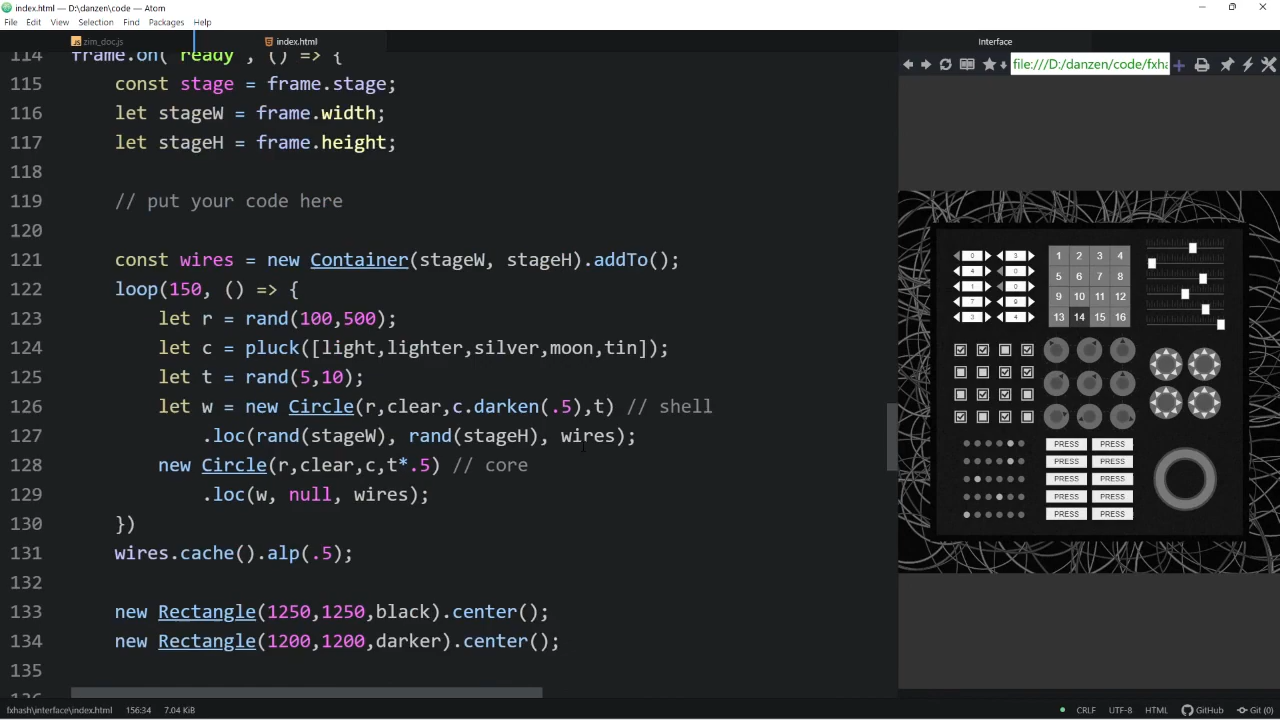 index.html — D:\danzen\code — Atom
File Edit View Selection Find Packages Help
zim_doc.js
index.html
Interface
file:///D:/danzen/code/fxha
114 frame.on("ready", () => {
115 const stage = frame.stage;
116 let stageW = frame.width;
117 let stageH = frame.height;
118
119 // put your code here
120
121 const wires = new Container(stageW, stageH).addTo();
122 loop(150, () => {
123 let r = rand(100,500);
124 let c = pluck([light,lighter,silver,moon,tin]);
125 let t = rand(5,10);
126 let w = new Circle(r,clear,c.darken(.5),t) // shell
127 .loc(rand(stageW), rand(stageH), wires);
128 new Circle(r,clear,c,t*.5) // core
129 .loc(w, null, wires);
130 })
131 wires.cache().alp(.5);
132
133 new Rectangle(1250,1250,black).center();
134 new Rectangle(1200,1200,darker).center();
135
136
0 3 1 2 3 4
4 0 5 6 7 8
1 0 9 10 11 12
7 9 13 14 15 16
3 4
PRESS PRESS
PRESS PRESS
PRESS PRESS
PRESS PRESS
PRESS PRESS
fxhash\interface\index.html 156:34 7.04 KiB CRLF UTF-8 HTML GitHub Git (0)